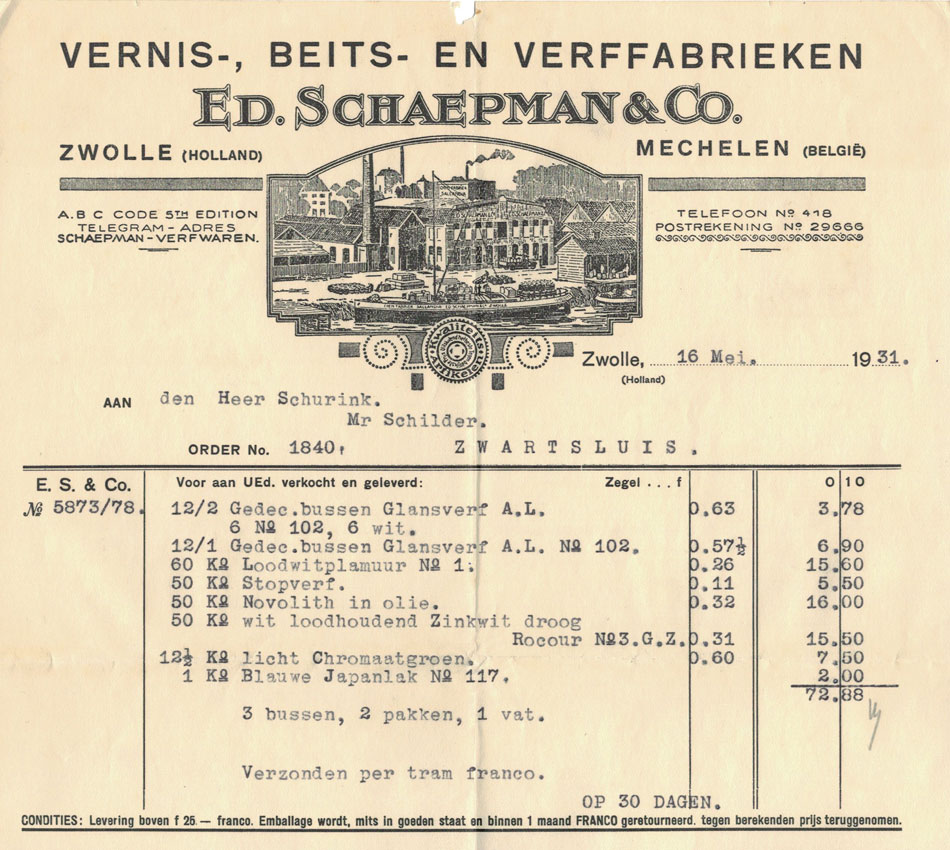 VERNIS-, BEITS- EN VERFFABRIEKEN
ED. SCHAEPMAN & CO.
ZWOLLE (HOLLAND)
MECHELEN (BELGIË)
A.B C CODE 5TH EDITION
TELEGRAM-ADRES
SCHAEPMAN-VERFWAREN.
TELEFOON No 418
POSTREKENING No 29666
Kwaliteits
Artikelen
Zwolle, 16 Mei. 1931.
(Holland)
AAN den Heer Schurink.
Mr Schilder.
ORDER No. 1840. ZWARTSLUIS.
E. S. & Co. Voor aan UEd. verkocht en geleverd: Zegel . . . f 0 10
No 5873/78. 12/2 Gedec.bussen Glansverf A.L. 0.63 3.78
6 No 102, 6 wit.
12/1 Gedec.bussen Glansverf A.L. No 102. 0.57½ 6.90
60 Ko Loodwitplamuur No 1. 0.26 15.60
50 Ko Stopverf. 0.11 5.50
50 Ko Novolith in olie. 0.32 16.00
50 Ko wit loodhoudend Zinkwit droog
Rocour No3.G.Z. 0.31 15.50
12½ Ko licht Chromaatgroen. 0.60 7.50
1 Ko Blauwe Japanlak No 117. 2.00
72.88
3 bussen, 2 pakken, 1 vat.
Verzonden per tram franco.
OP 30 DAGEN.
CONDITIES: Levering boven f 25.— franco. Emballage wordt, mits in goeden staat en binnen 1 maand FRANCO geretourneerd. tegen berekenden prijs teruggenomen.